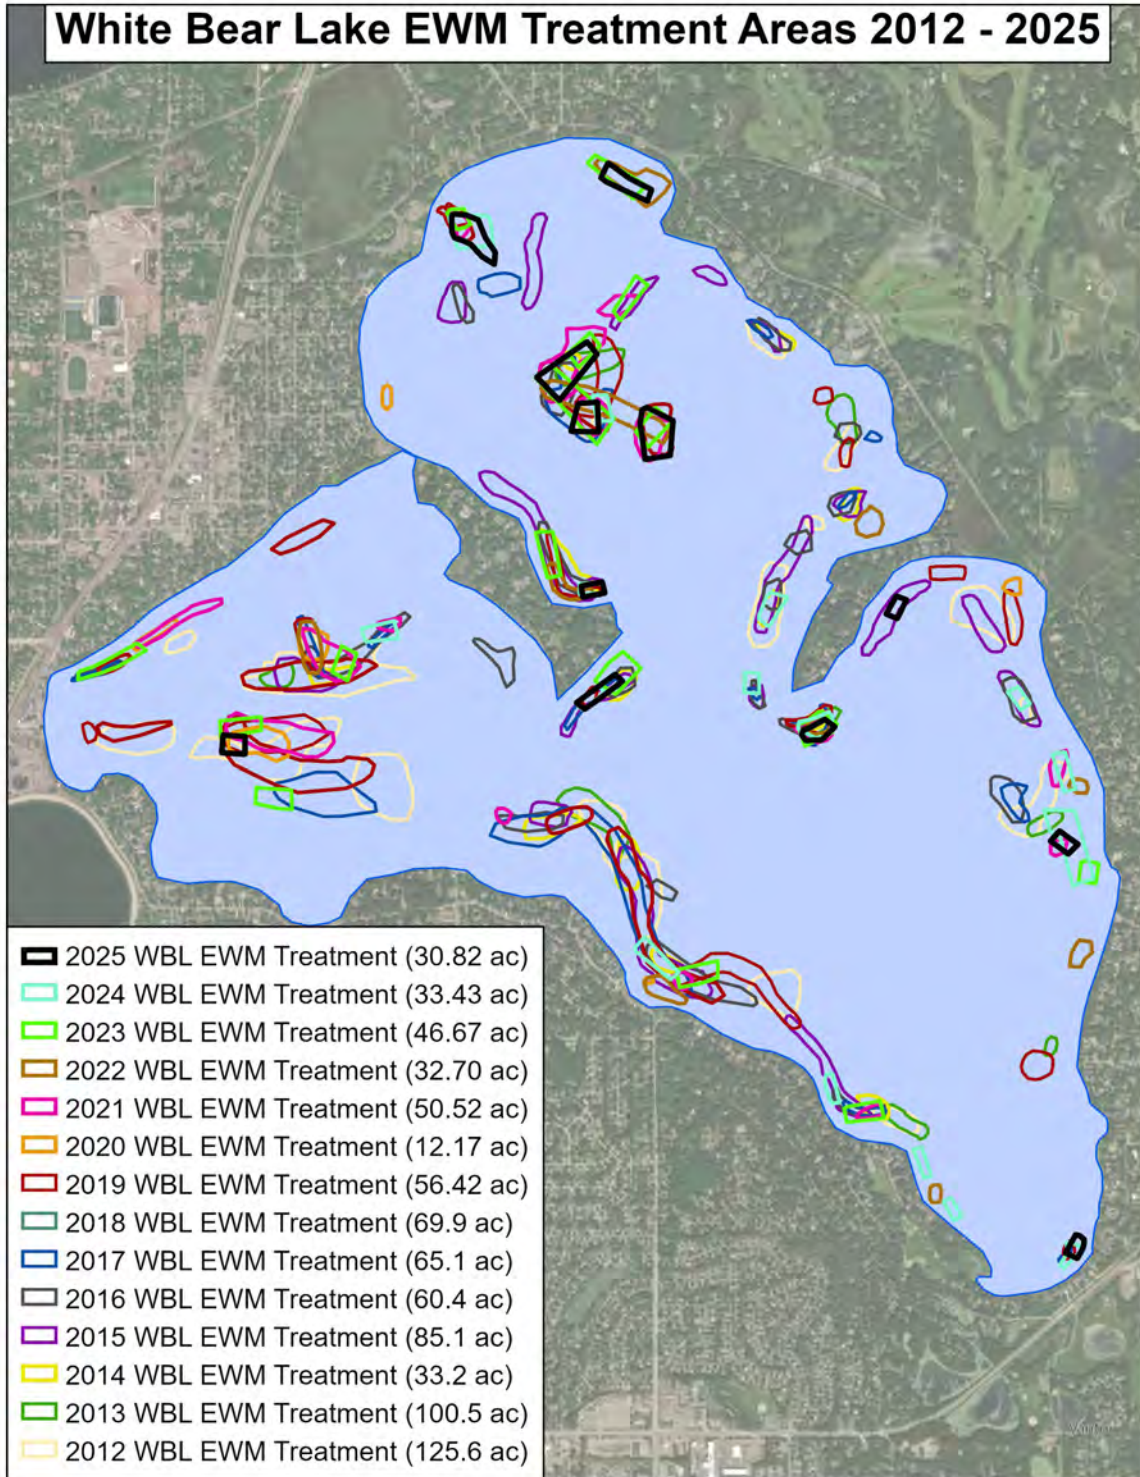 White Bear Lake EWM Treatment Areas 2012 - 2025
2025 WBL EWM Treatment (30.82 ac)
2024 WBL EWM Treatment (33.43 ac)
2023 WBL EWM Treatment (46.67 ac)
2022 WBL EWM Treatment (32.70 ac)
2021 WBL EWM Treatment (50.52 ac)
2020 WBL EWM Treatment (12.17 ac)
2019 WBL EWM Treatment (56.42 ac)
2018 WBL EWM Treatment (69.9 ac)
2017 WBL EWM Treatment (65.1 ac)
2016 WBL EWM Treatment (60.4 ac)
2015 WBL EWM Treatment (85.1 ac)
2014 WBL EWM Treatment (33.2 ac)
2013 WBL EWM Treatment (100.5 ac)
2012 WBL EWM Treatment (125.6 ac)